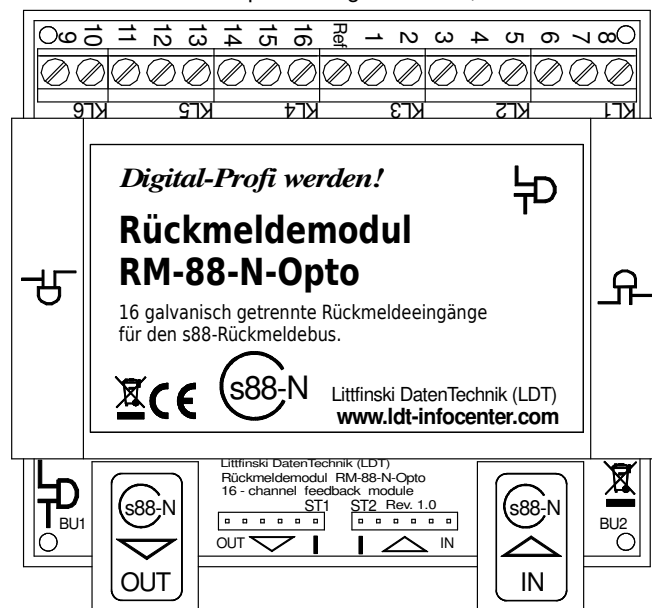 9 10 11 12 13 14 15 16 Ref 1 2 3 4 5 6 7 8
KL6 KL5 KL4 KL3 KL2 KL1
Digital-Profi werden!
Rückmeldemodul
RM-88-N-Opto
16 galvanisch getrennte Rückmeldeeingänge
für den s88-Rückmeldebus.
CE s88-N
Littfinski DatenTechnik (LDT)
www.ldt-infocenter.com
Littfinski DatenTechnik (LDT)
Rückmeldemodul RM-88-N-Opto
16 - channel feedback module
ST1 ST2 Rev. 1.0
BU1 s88-N
OUT
OUT IN
s88-N BU2
IN